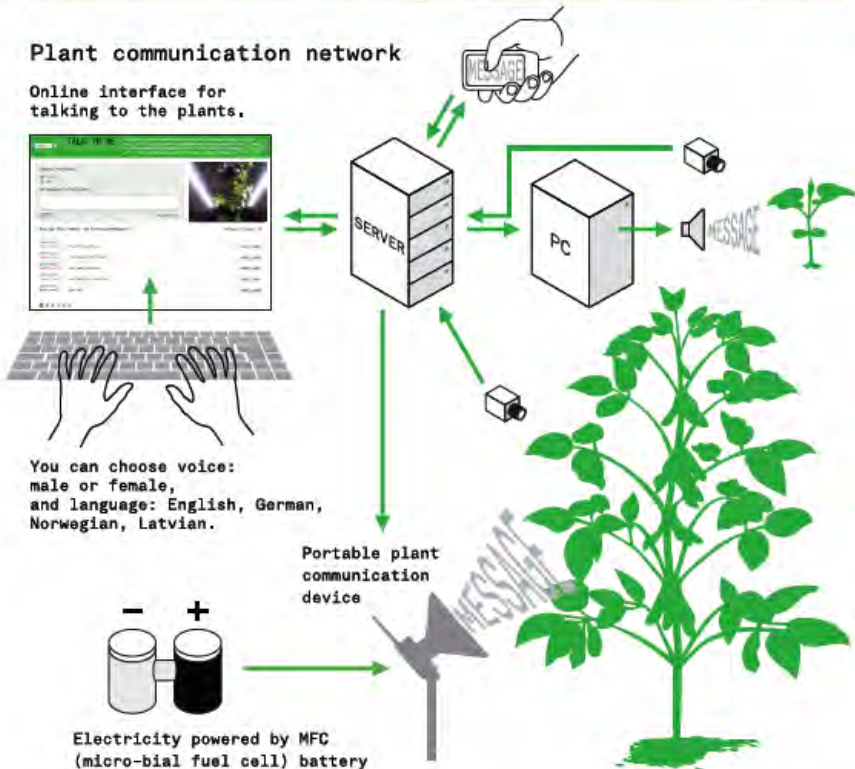 Plant communication network
Online interface for
talking to the plants.
MESSAGE
TALK TO ME
SERVER
PC
MESSAGE
You can choose voice:
male or female,
and language: English, German,
Norwegian, Latvian.
Portable plant
communication
device
MESSAGE
- +
Electricity powered by MFC
(micro-bial fuel cell) battery